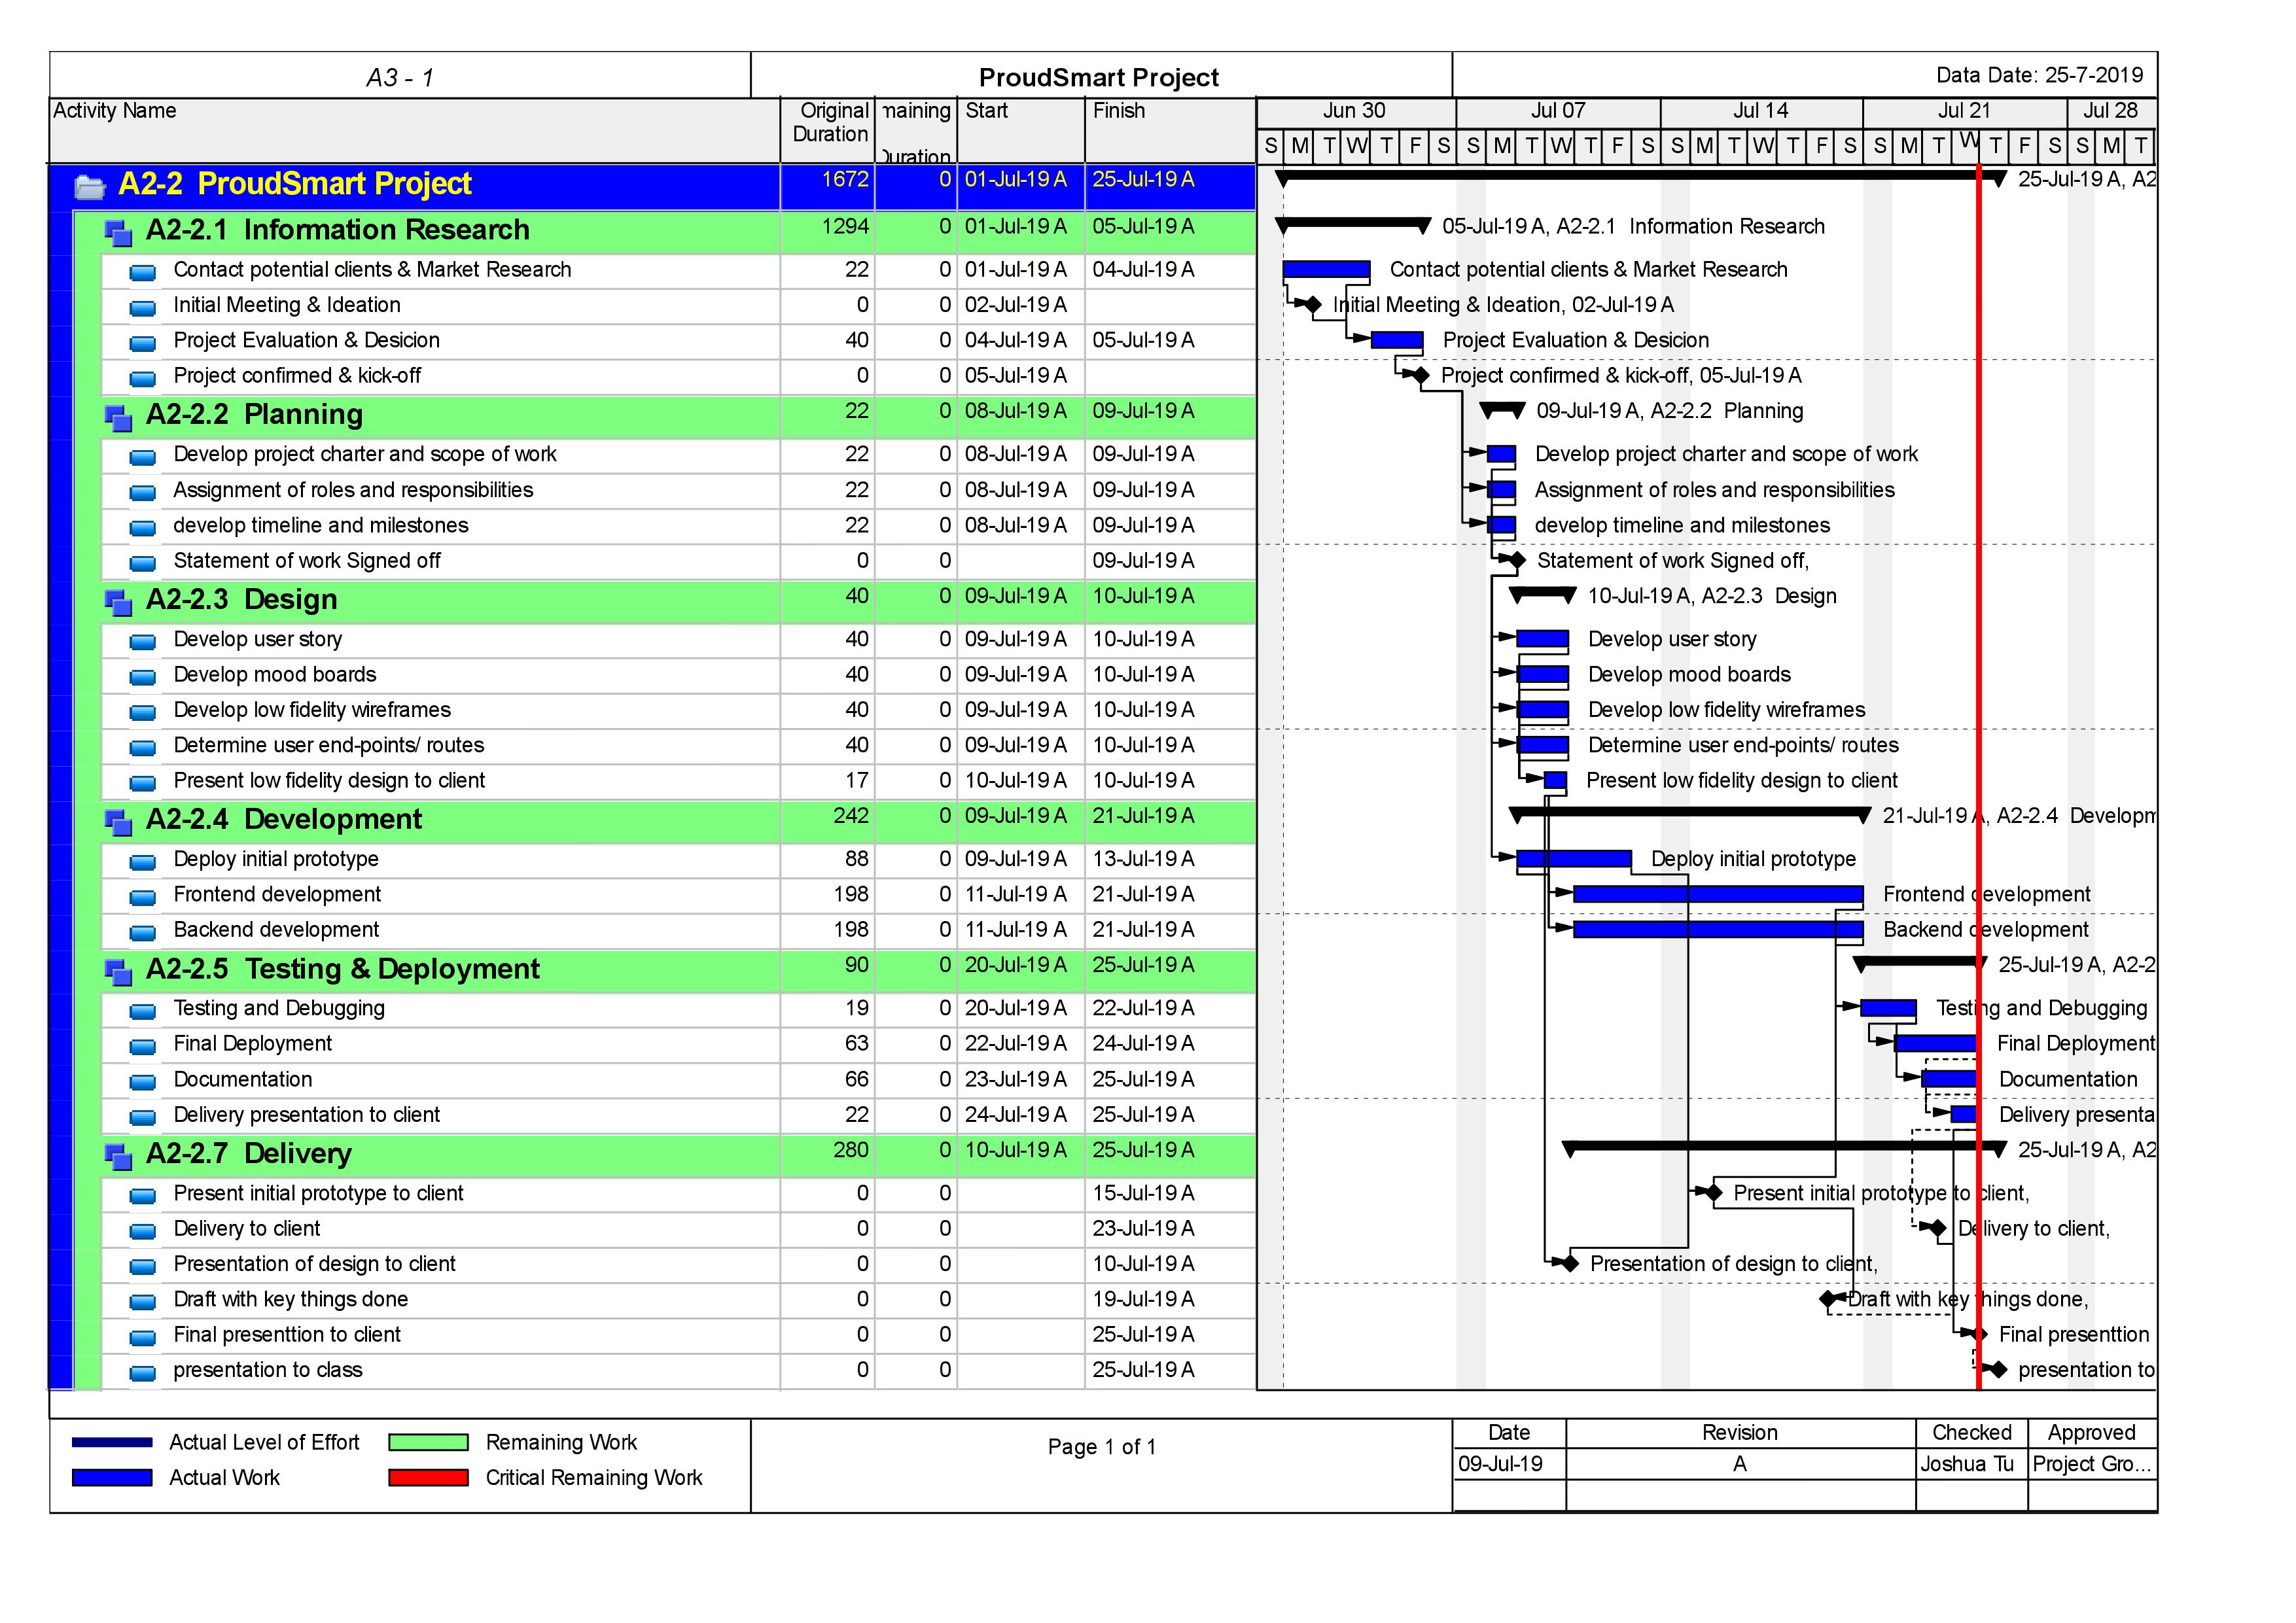 A3 - 1
ProudSmart Project
Data Date: 25-7-2019
Activity Name Original Duration maining Duration Start Finish
Jun 30 Jul 07 Jul 14 Jul 21 Jul 28
S M T W T F S S M T W T F S S M T W T F S S M T W T F S S M T
A2-2 ProudSmart Project 1672 0 01-Jul-19 A 25-Jul-19 A 25-Jul-19 A, A2
A2-2.1 Information Research 1294 0 01-Jul-19 A 05-Jul-19 A 05-Jul-19 A, A2-2.1 Information Research
Contact potential clients & Market Research 22 0 01-Jul-19 A 04-Jul-19 A Contact potential clients & Market Research
Initial Meeting & Ideation 0 0 02-Jul-19 A Initial Meeting & Ideation, 02-Jul-19 A
Project Evaluation & Desicion 40 0 04-Jul-19 A 05-Jul-19 A Project Evaluation & Desicion
Project confirmed & kick-off 0 0 05-Jul-19 A Project confirmed & kick-off, 05-Jul-19 A
A2-2.2 Planning 22 0 08-Jul-19 A 09-Jul-19 A 09-Jul-19 A, A2-2.2 Planning
Develop project charter and scope of work 22 0 08-Jul-19 A 09-Jul-19 A Develop project charter and scope of work
Assignment of roles and responsibilities 22 0 08-Jul-19 A 09-Jul-19 A Assignment of roles and responsibilities
develop timeline and milestones 22 0 08-Jul-19 A 09-Jul-19 A develop timeline and milestones
Statement of work Signed off 0 0 09-Jul-19 A Statement of work Signed off,
A2-2.3 Design 40 0 09-Jul-19 A 10-Jul-19 A 10-Jul-19 A, A2-2.3 Design
Develop user story 40 0 09-Jul-19 A 10-Jul-19 A Develop user story
Develop mood boards 40 0 09-Jul-19 A 10-Jul-19 A Develop mood boards
Develop low fidelity wireframes 40 0 09-Jul-19 A 10-Jul-19 A Develop low fidelity wireframes
Determine user end-points/ routes 40 0 09-Jul-19 A 10-Jul-19 A Determine user end-points/ routes
Present low fidelity design to client 17 0 10-Jul-19 A 10-Jul-19 A Present low fidelity design to client
A2-2.4 Development 242 0 09-Jul-19 A 21-Jul-19 A 21-Jul-19 A, A2-2.4 Developm
Deploy initial prototype 88 0 09-Jul-19 A 13-Jul-19 A Deploy initial prototype
Frontend development 198 0 11-Jul-19 A 21-Jul-19 A Frontend development
Backend development 198 0 11-Jul-19 A 21-Jul-19 A Backend development
A2-2.5 Testing & Deployment 90 0 20-Jul-19 A 25-Jul-19 A 25-Jul-19 A, A2-2
Testing and Debugging 19 0 20-Jul-19 A 22-Jul-19 A Testing and Debugging
Final Deployment 63 0 22-Jul-19 A 24-Jul-19 A Final Deployment
Documentation 66 0 23-Jul-19 A 25-Jul-19 A Documentation
Delivery presentation to client 22 0 24-Jul-19 A 25-Jul-19 A Delivery presenta
A2-2.7 Delivery 280 0 10-Jul-19 A 25-Jul-19 A 25-Jul-19 A, A2
Present initial prototype to client 0 0 15-Jul-19 A Present initial prototype to client,
Delivery to client 0 0 23-Jul-19 A Delivery to client,
Presentation of design to client 0 0 10-Jul-19 A Presentation of design to client,
Draft with key things done 0 0 19-Jul-19 A Draft with key things done,
Final presenttion to client 0 0 25-Jul-19 A Final presenttion
presentation to class 0 0 25-Jul-19 A presentation to
Actual Level of Effort Remaining Work
Actual Work Critical Remaining Work
Page 1 of 1
Date Revision Checked Approved
09-Jul-19 A Joshua Tu Project Gro...